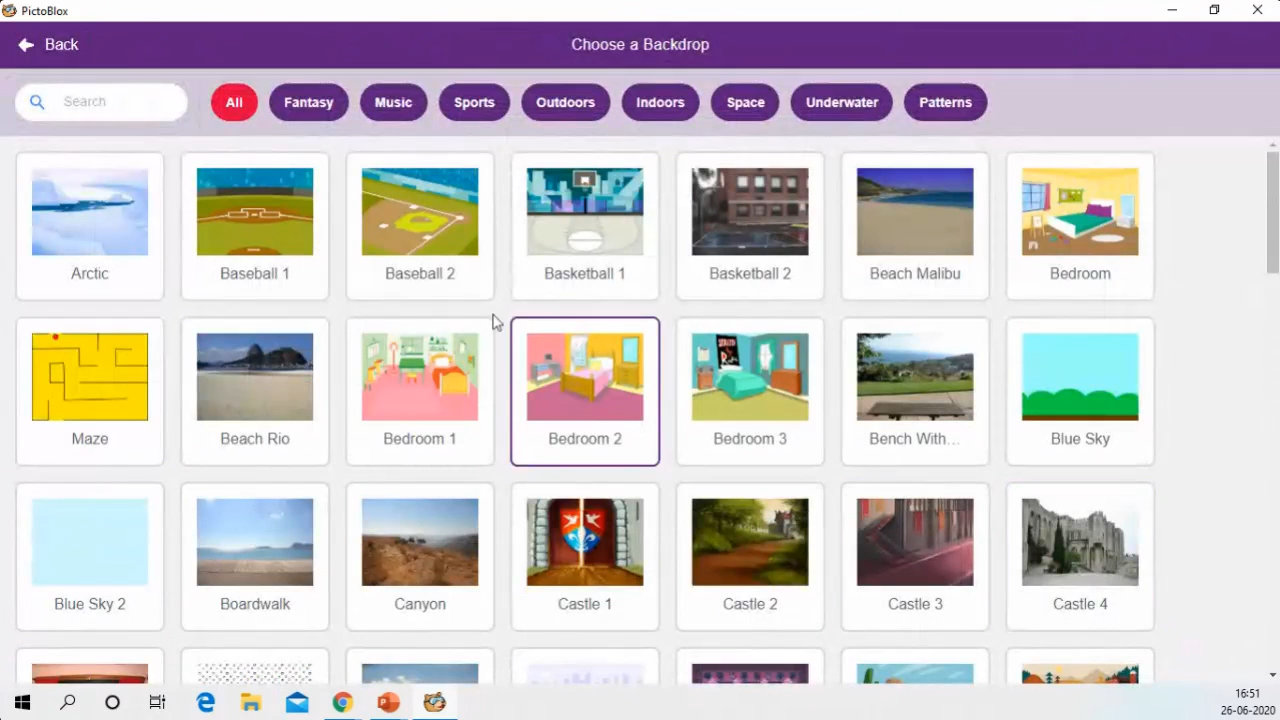 PictoBlox
Back
Choose a Backdrop
Search
All
Fantasy
Music
Sports
Outdoors
Indoors
Space
Underwater
Patterns
Arctic
Baseball 1
Baseball 2
Basketball 1
Basketball 2
Beach Malibu
Bedroom
Maze
Beach Rio
Bedroom 1
Bedroom 2
Bedroom 3
Bench With...
Blue Sky
Blue Sky 2
Boardwalk
Canyon
Castle 1
Castle 2
Castle 3
Castle 4
16:51
26-06-2020